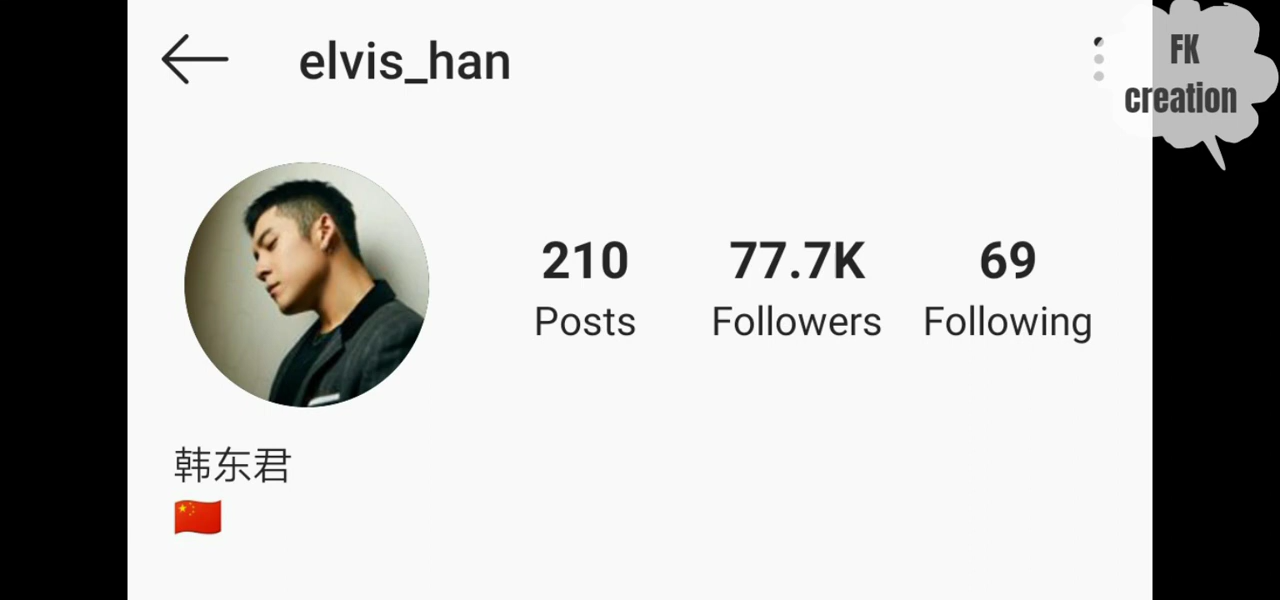 elvis_han
FK
creation
210 77.7K 69
Posts Followers Following
韩东君